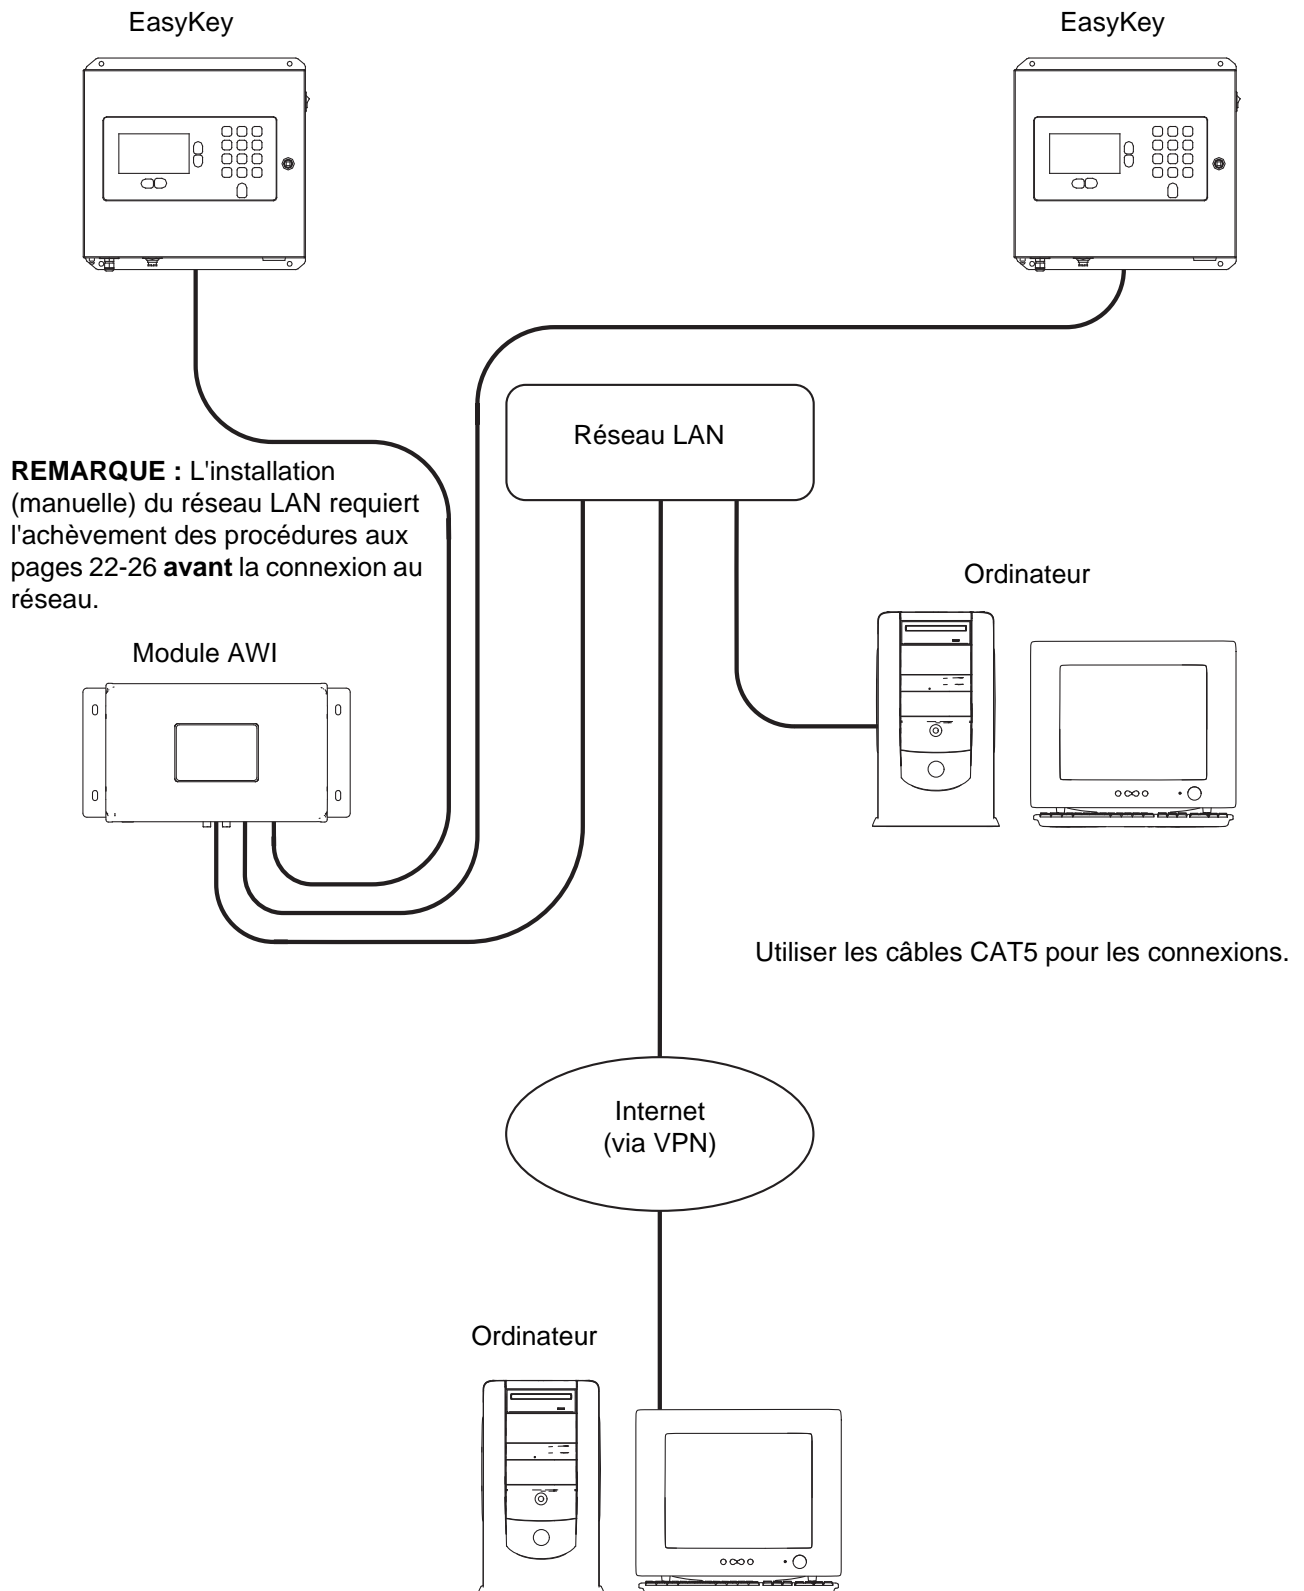 EasyKey
EasyKey
Réseau LAN
REMARQUE : L'installation
(manuelle) du réseau LAN requiert
l'achèvement des procédures aux
pages 22-26 avant la connexion au
réseau.
Ordinateur
Module AWI
Utiliser les câbles CAT5 pour les connexions.
Internet
(via VPN)
Ordinateur